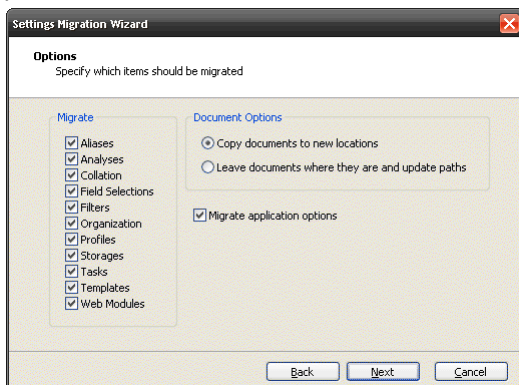 Settings Migration Wizard
Options
Specify which items should be migrated
Migrate
Aliases
Analyses
Collation
Field Selections
Filters
Organization
Profiles
Storages
Tasks
Templates
Web Modules
Document Options
Copy documents to new locations
Leave documents where they are and update paths
Migrate application options
Back Next Cancel